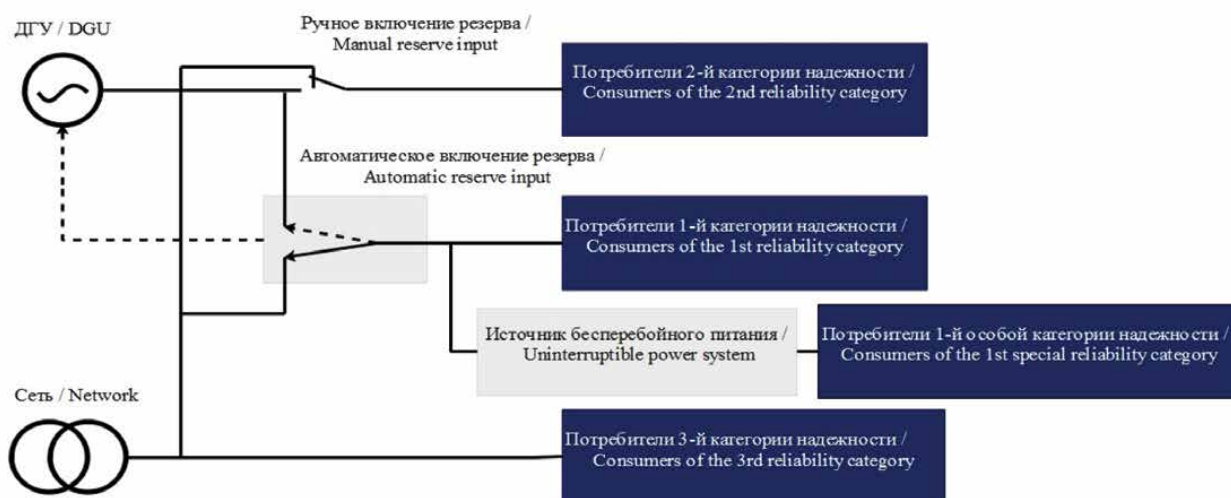 ДГУ / DGU
Ручное включение резерва /
Manual reserve input
Потребители 2-й категории надежности /
Consumers of the 2nd reliability category
Автоматическое включение резерва /
Automatic reserve input
Потребители 1-й категории надежности /
Consumers of the 1st reliability category
Источник бесперебойного питания /
Uninterruptible power system
Потребители 1-й особой категории надежности /
Consumers of the 1st special reliability category
Сеть / Network
Потребители 3-й категории надежности /
Consumers of the 3rd reliability category